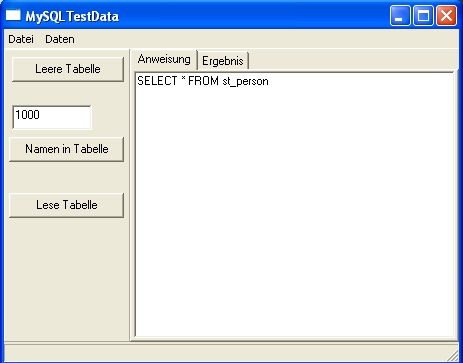 MySQLTestData
Datei Daten
Leere Tabelle
Anweisung Ergebnis
SELECT * FROM st_person
1000
Namen in Tabelle
Lese Tabelle